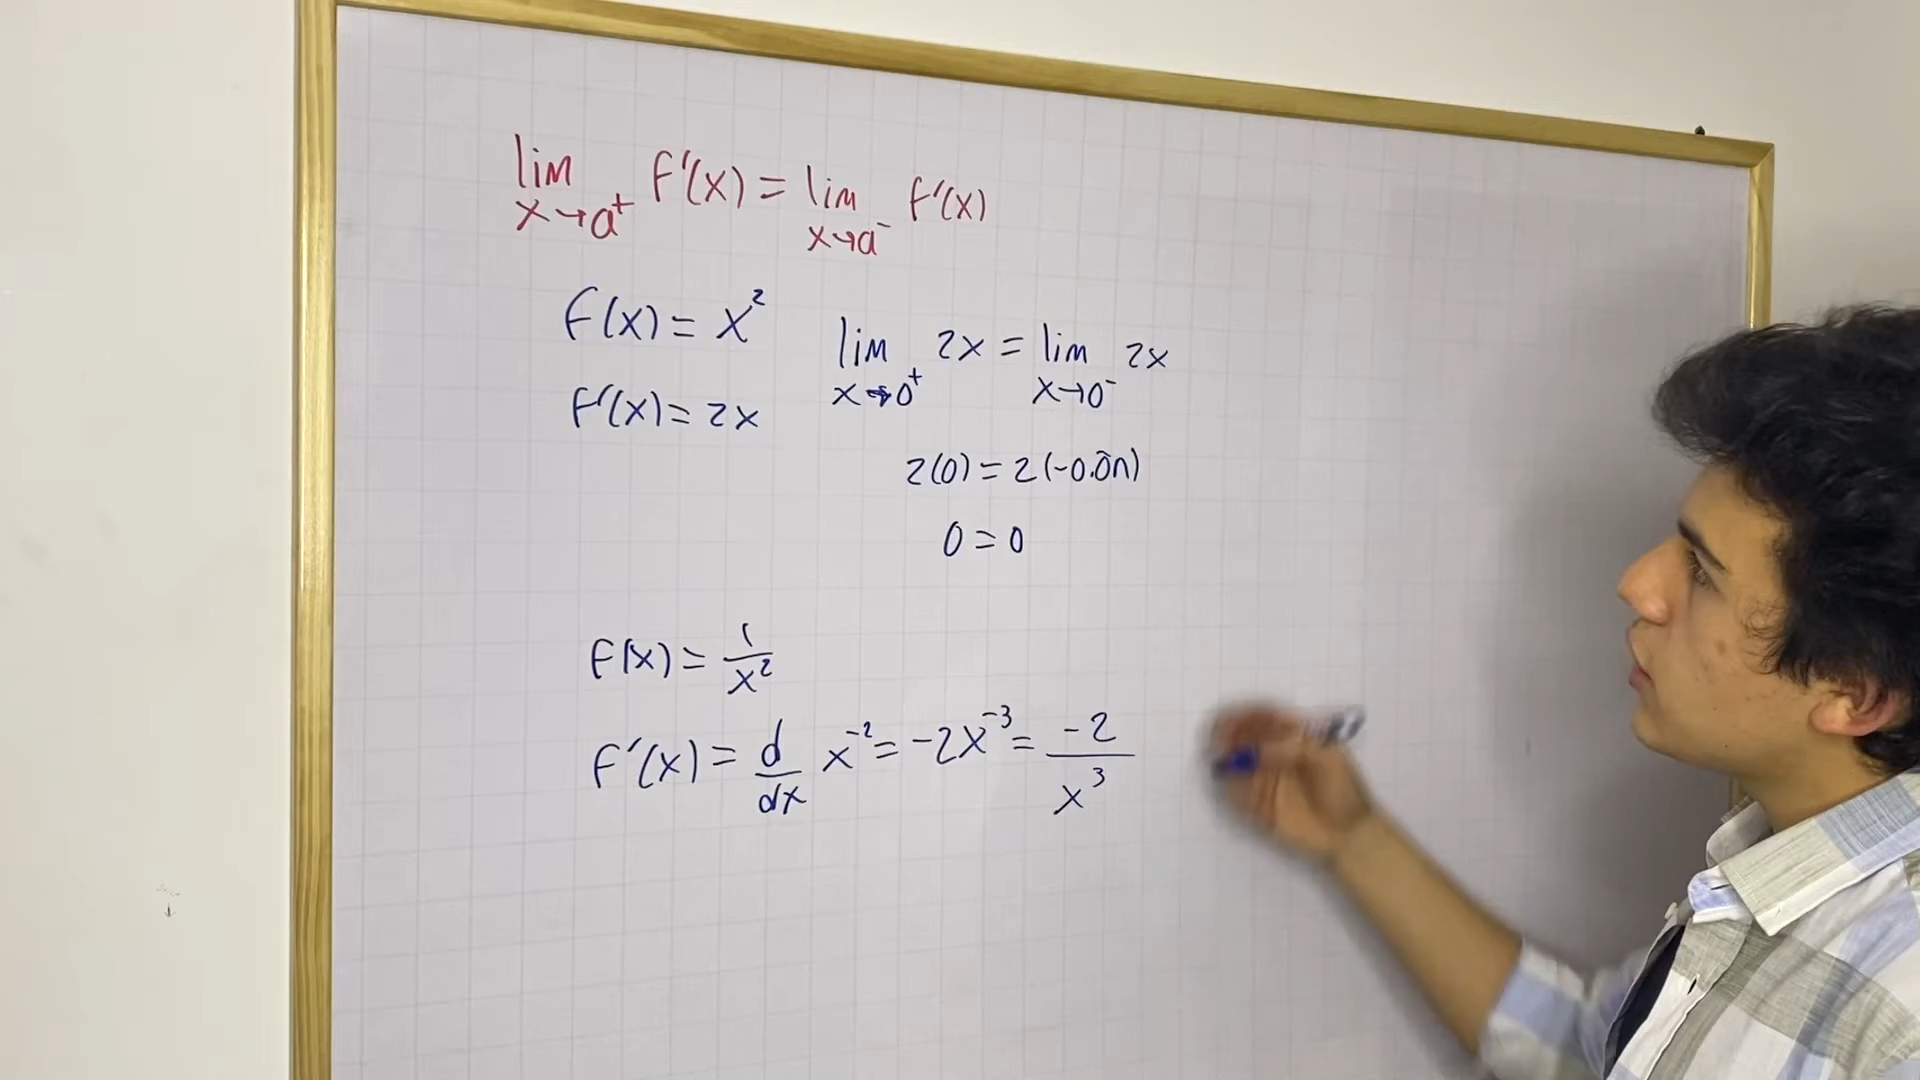 lim x→a⁺ F'(x) = lim x→a⁻ F'(x)
F(x) = x²
lim x→0⁺ 2x = lim x→0⁻ 2x
F'(x) = 2x
2(0) = 2(-0.0̄n)
0 = 0
F(x) = 1/x²
F'(x) = d/dx x⁻² = -2x⁻³ = -2/x³